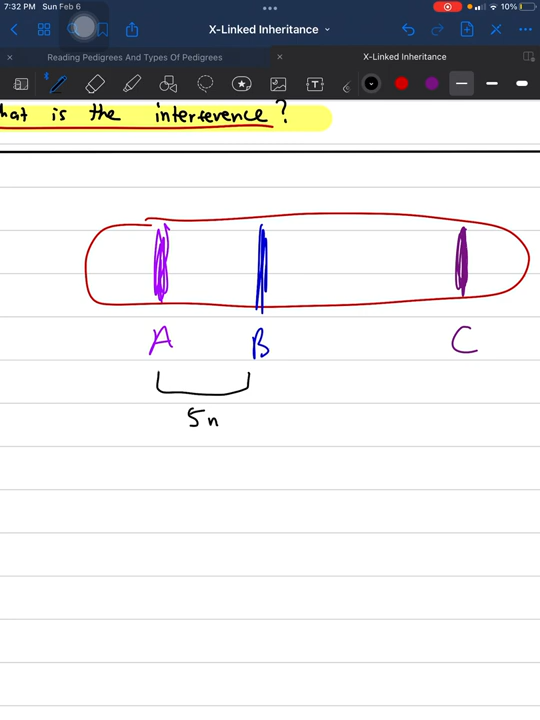 7:32 PM Sun Feb 6
10%
X-Linked Inheritance
Reading Pedigrees And Types Of Pedigrees
X-Linked Inheritance
hat is the interference?
A
B
C
5n